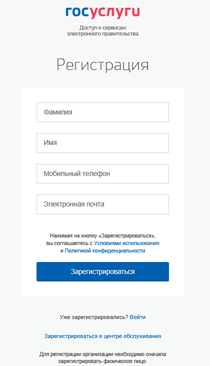 госуслуги
Доступ к сервисам
электронного правительства
Регистрация
Фамилия
Имя
Мобильный телефон
Электронная почта
Нажимая на кнопку «Зарегистрироваться»,
вы соглашаетесь с Условиями использования
и Политикой конфиденциальности
Зарегистрироваться
Уже зарегистрировались? Войти
Зарегистрироваться в центре обслуживания
Для регистрации организации необходимо сначала
зарегистрировать физическое лицо.